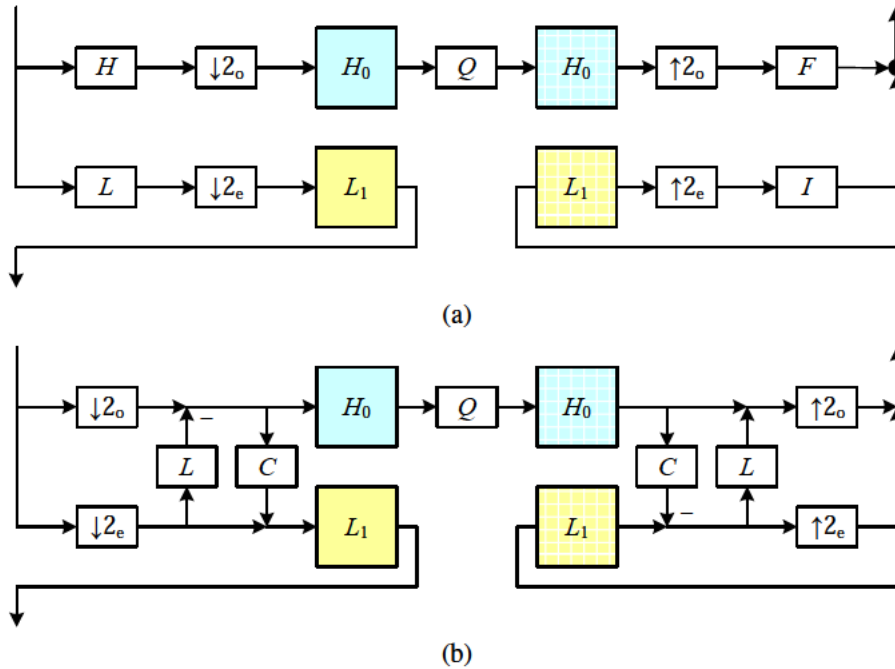 H ↓2ₒ H₀ Q H₀ ↑2ₒ F
L ↓2ₑ L₁ L₁ ↑2ₑ I
(a)
↓2ₒ − H₀ Q H₀ ↑2ₒ
L C C L
↓2ₑ L₁ L₁ − ↑2ₑ
(b)